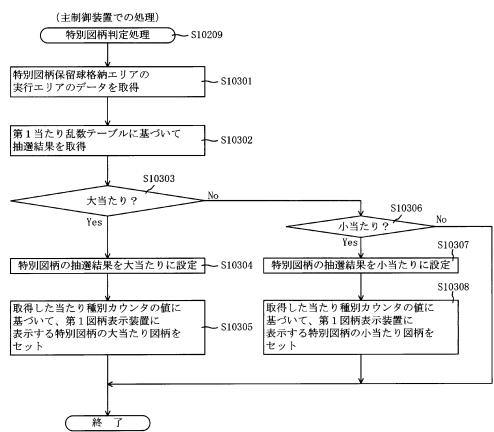 (主制御装置での処理)
特別図柄判定処理
S10209
特別図柄保留球格納エリアの
実行エリアのデータを取得
S10301
第1当たり乱数テーブルに基づいて
抽選結果を取得
S10302
S10303
大当たり?
No
Yes
S10306
小当たり?
No
Yes
特別図柄の抽選結果を大当たりに設定
S10304
S10307
特別図柄の抽選結果を小当たりに設定
取得した当たり種別カウンタの値に
基づいて、第1図柄表示装置に
表示する特別図柄の大当たり図柄を
セット
S10305
S10308
取得した当たり種別カウンタの値に
基づいて、第1図柄表示装置に
表示する特別図柄の小当たり図柄を
セット
終 了